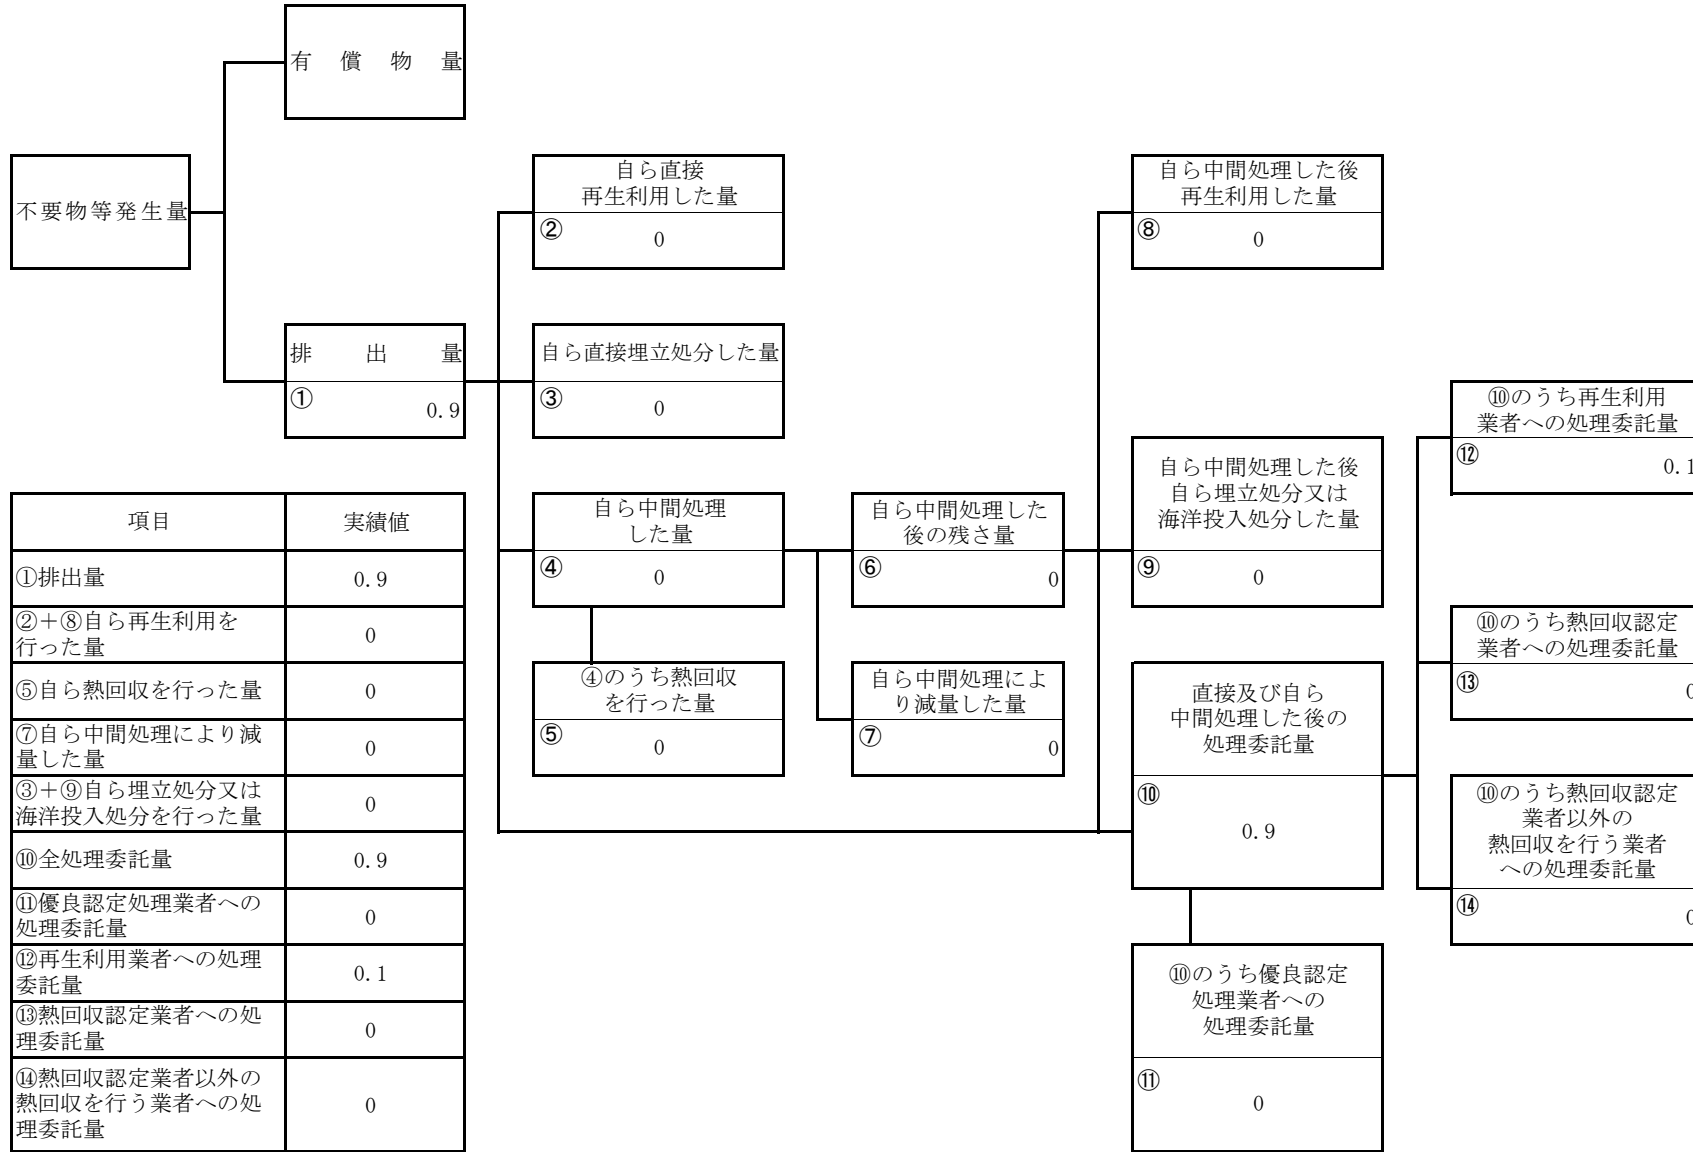 有償物量
不要物等発生量
自ら直接
再生利用した量
② 0
自ら中間処理した後
再生利用した量
⑧ 0
排出量
① 0.9
自ら直接埋立処分した量
③ 0
⑩のうち再生利用
業者への処理委託量
⑫ 0.1
自ら中間処理した後
自ら埋立処分又は
海洋投入処分した量
⑨ 0
自ら中間処理
した量
④ 0
自ら中間処理した
後の残さ量
⑥ 0
⑩のうち熱回収認定
業者への処理委託量
⑬ 0
④のうち熱回収
を行った量
⑤ 0
自ら中間処理によ
り減量した量
⑦ 0
直接及び自ら
中間処理した後の
処理委託量
⑩
0.9
⑩のうち熱回収認定
業者以外の
熱回収を行う業者
への処理委託量
⑭ 0
⑩のうち優良認定
処理業者への
処理委託量
⑪
0
項目 実績値
①排出量 0.9
②+⑧自ら再生利用を
行った量 0
⑤自ら熱回収を行った量 0
⑦自ら中間処理により減
量した量 0
③+⑨自ら埋立処分又は
海洋投入処分を行った量 0
⑩全処理委託量 0.9
⑪優良認定処理業者への
処理委託量 0
⑫再生利用業者への処理
委託量 0.1
⑬熱回収認定業者への処
理委託量 0
⑭熱回収認定業者以外の
熱回収を行う業者への処
理委託量 0